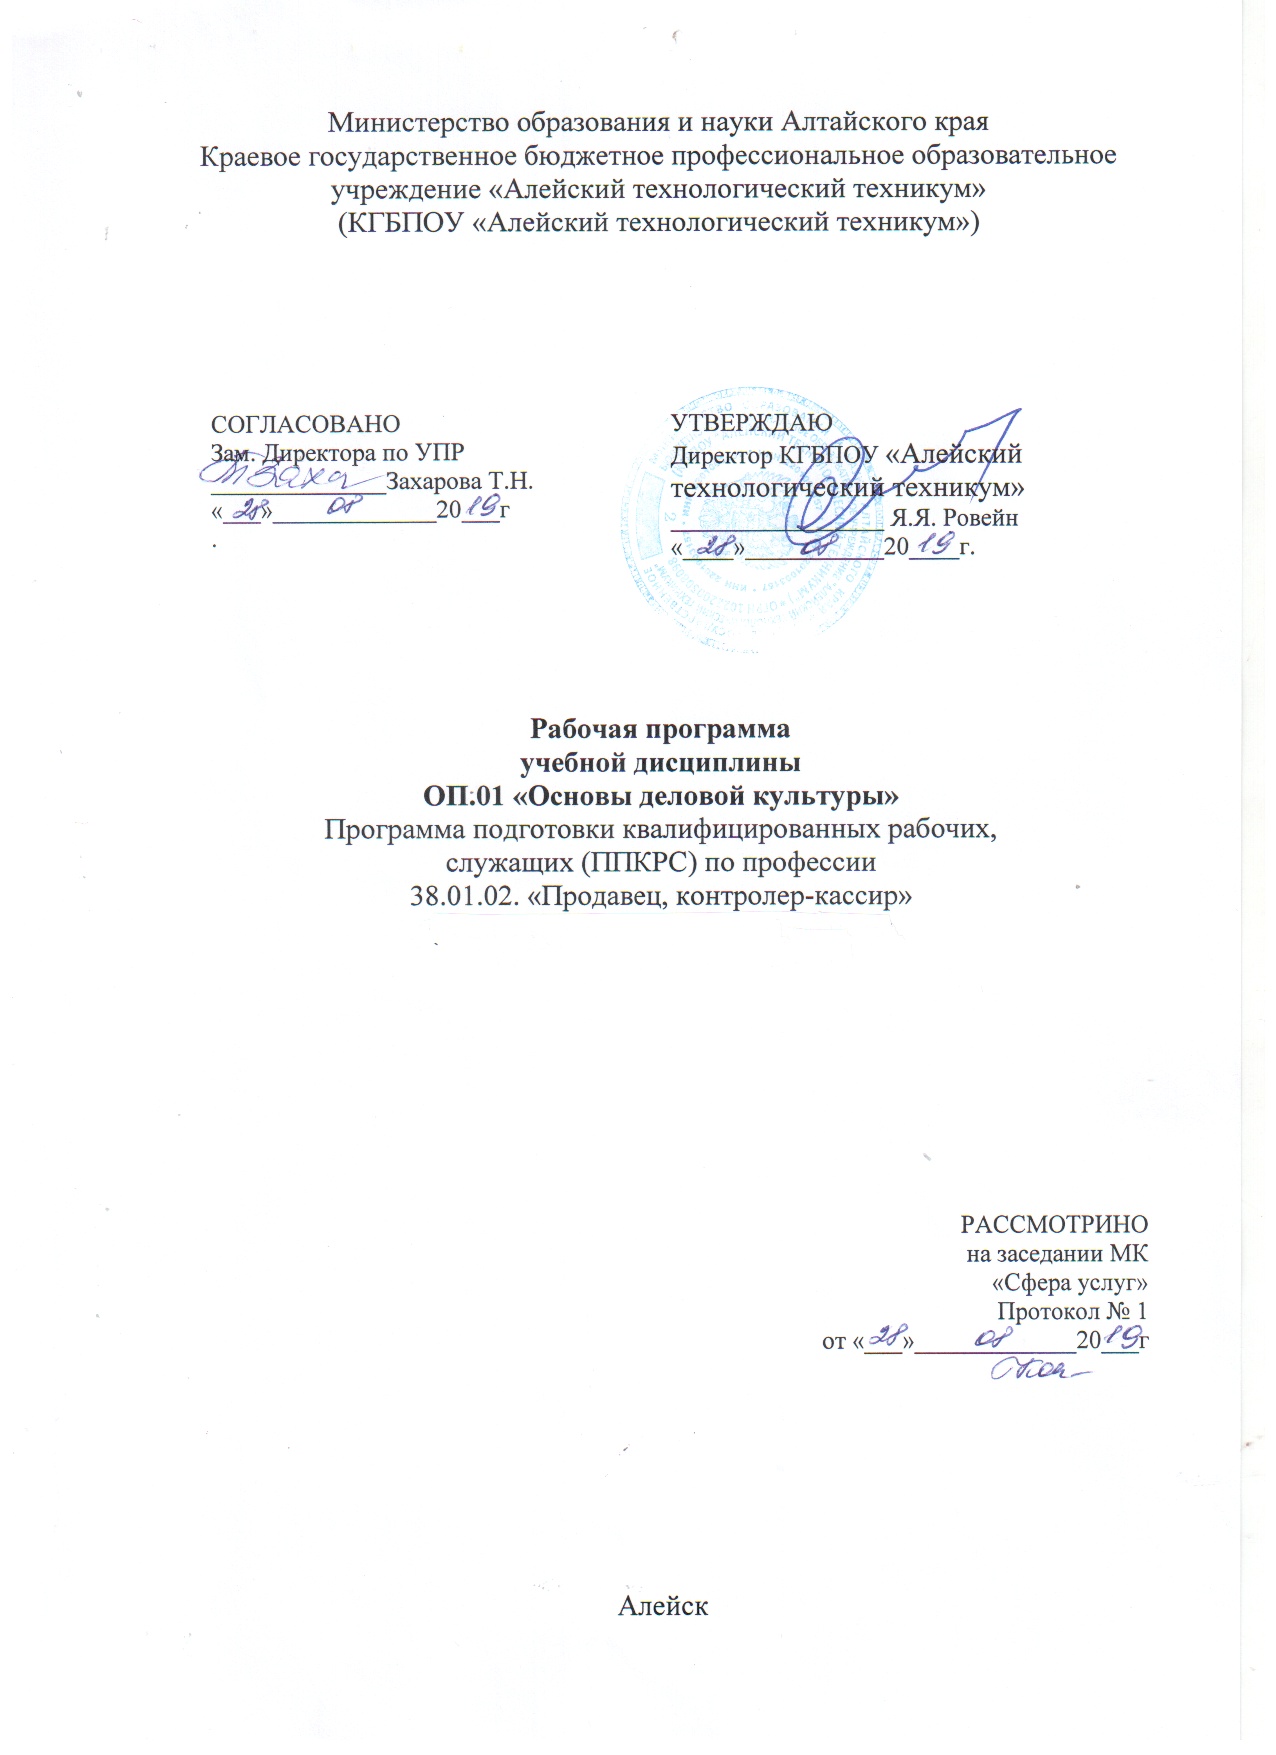 Министерство образования и науки Алтайского края
Краевое государственное бюджетное профессиональное образовательное
учреждение «Алейский технологический техникум»
(КГБПОУ «Алейский технологический техникум»)
СОГЛАСОВАНО
Зам. Директора по УПР
Захарова Т.Н.
«28» 08 2019г
.
УТВЕРЖДАЮ
Директор КГБПОУ «Алейский
технологический техникум»
Я.Я. Ровейн
«28» 08 2019 г.
Рабочая программа
учебной дисциплины
ОП.01 «Основы деловой культуры»
Программа подготовки квалифицированных рабочих,
служащих (ППКРС) по профессии
38.01.02. «Продавец, контролер-кассир»
РАССМОТРИНО
на заседании МК
«Сфера услуг»
Протокол № 1
от «28» 08 2019г
Алейск